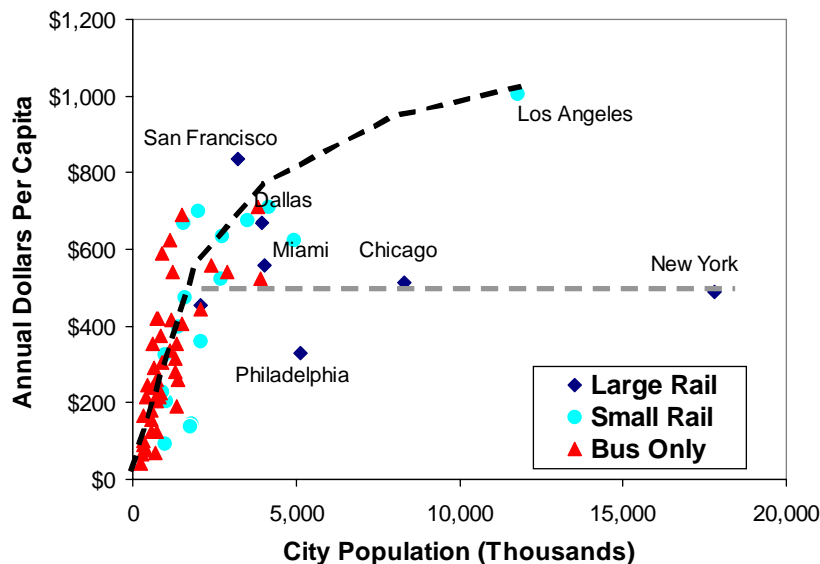 $1,200
$1,000
$800
$600
$400
$200
$0
Annual Dollars Per Capita
San Francisco
Los Angeles
Dallas
Miami
Chicago
New York
Philadelphia
Large Rail
Small Rail
Bus Only
0
5,000
10,000
15,000
20,000
City Population (Thousands)